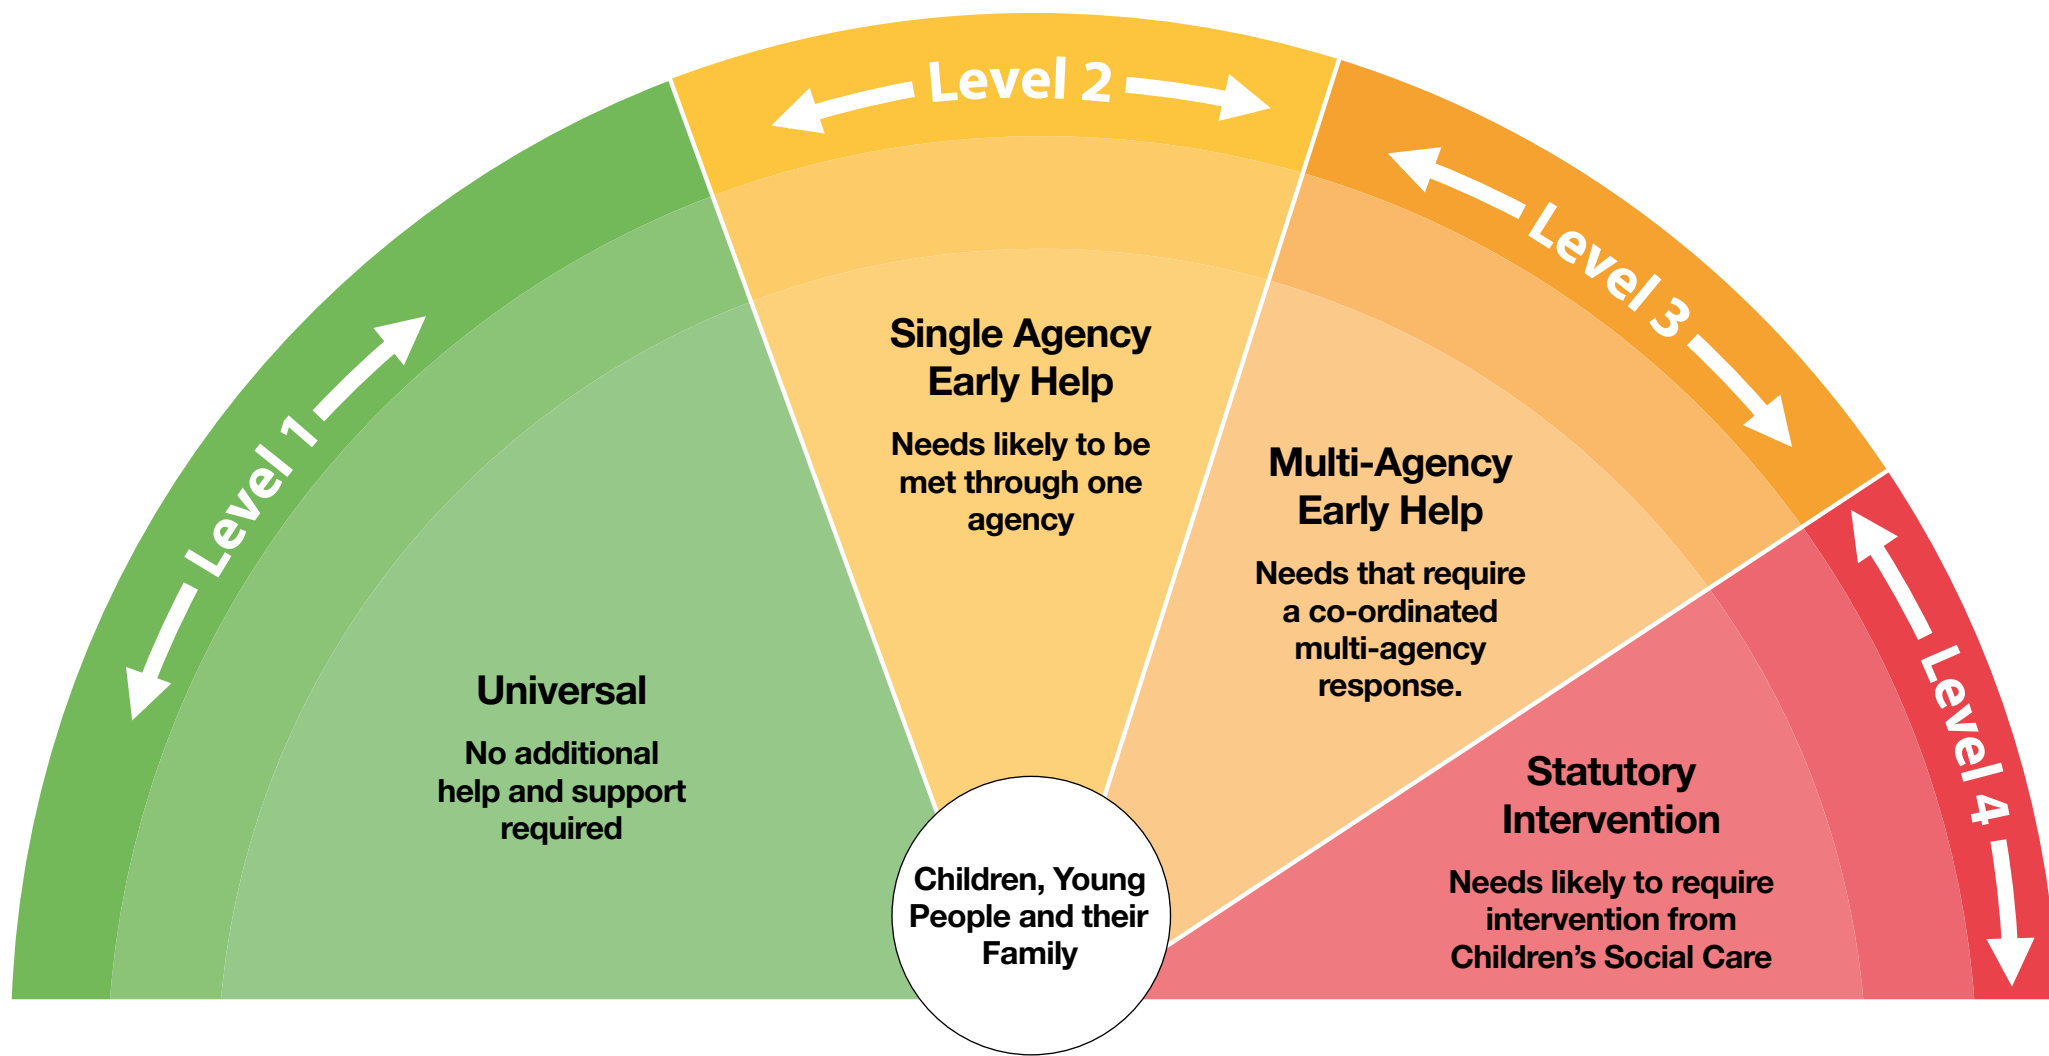 Level 1
Universal
No additional
help and support
required
Level 2
Single Agency
Early Help
Needs likely to be
met through one
agency
Level 3
Multi-Agency
Early Help
Needs that require
a co-ordinated
multi-agency
response.
Level 4
Statutory
Intervention
Needs likely to require
intervention from
Children’s Social Care
Children, Young
People and their
Family